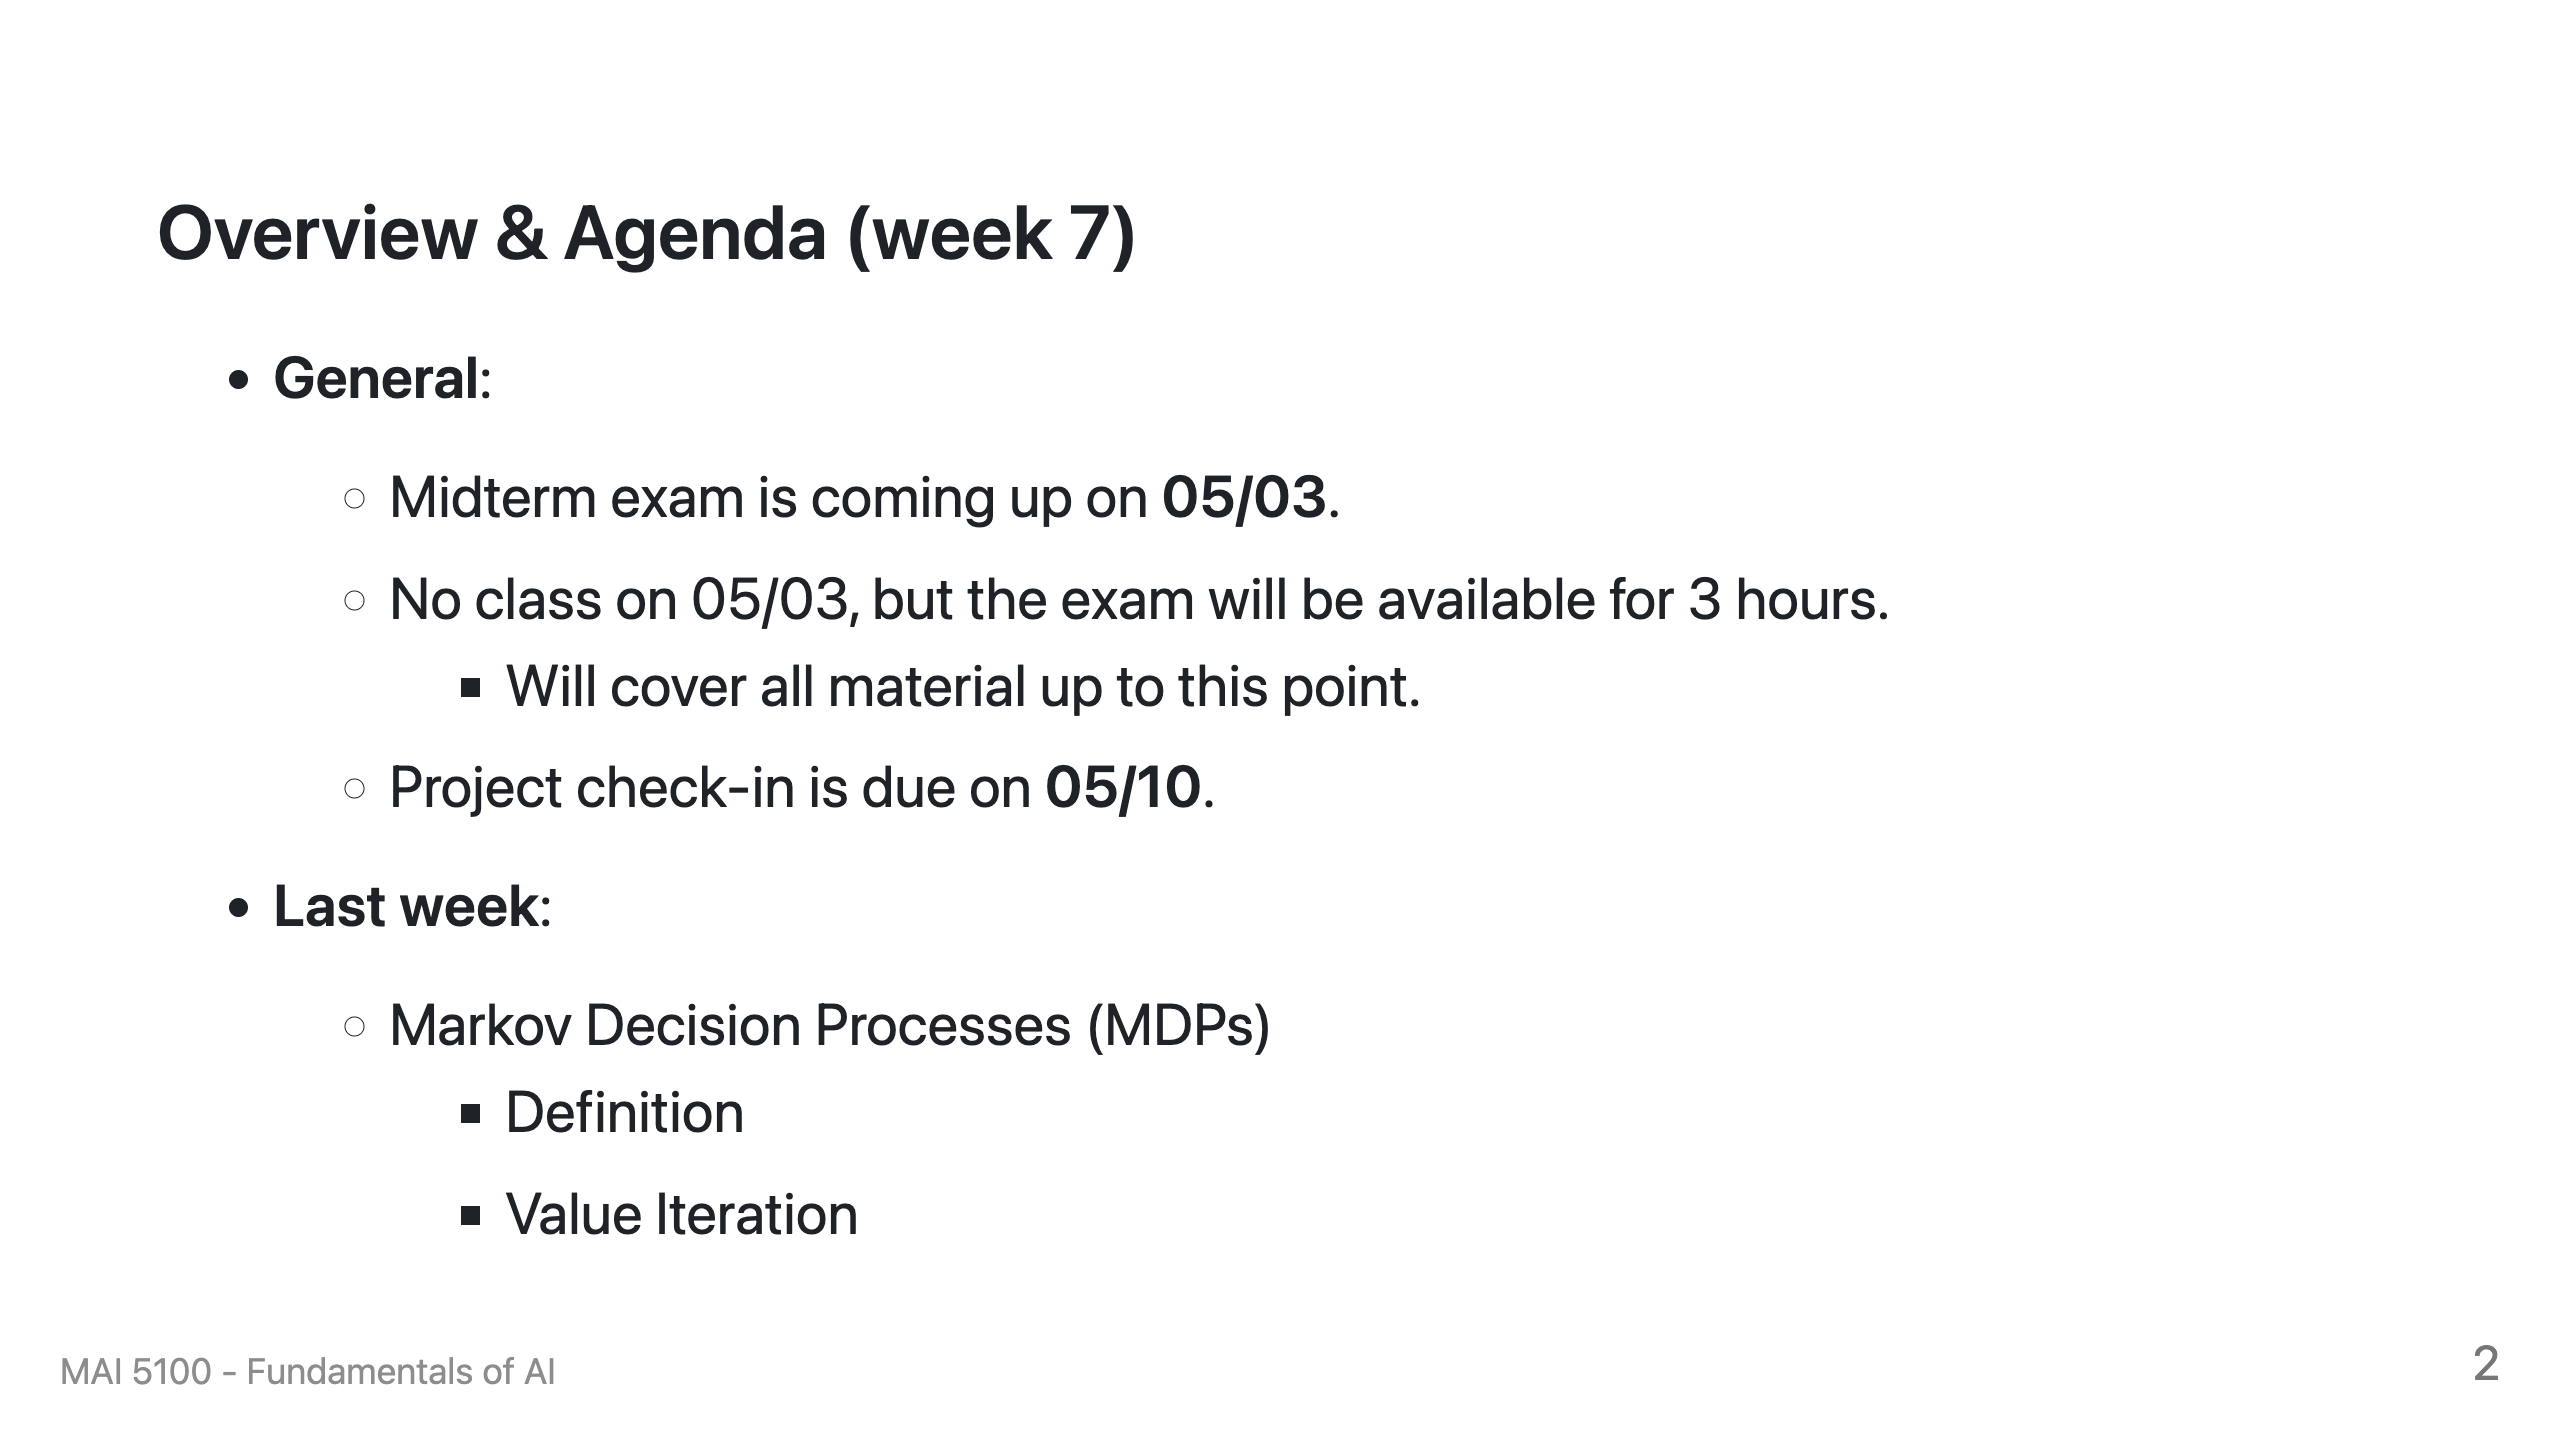 Overview & Agenda (week 7)
• General:
○ Midterm exam is coming up on 05/03.
○ No class on 05/03, but the exam will be available for 3 hours.
▪ Will cover all material up to this point.
○ Project check-in is due on 05/10.
• Last week:
○ Markov Decision Processes (MDPs)
▪ Definition
▪ Value Iteration
MAI 5100 - Fundamentals of AI
2